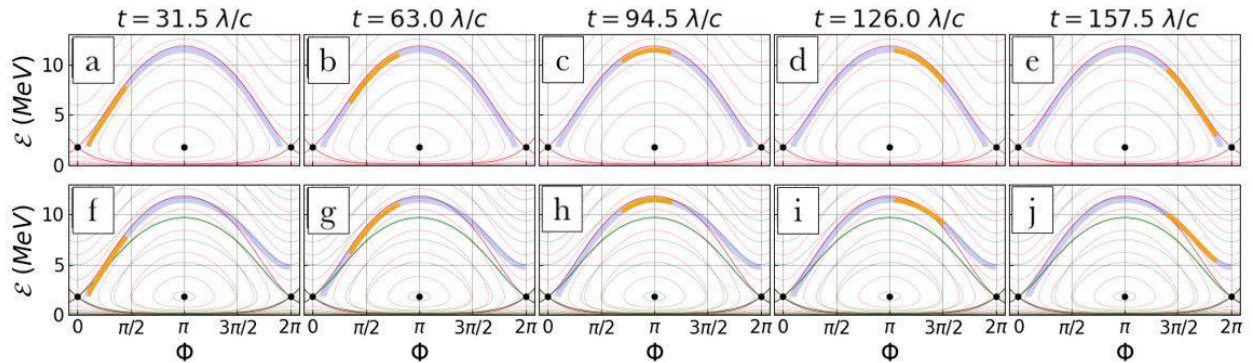 t = 31.5 λ/c t = 63.0 λ/c t = 94.5 λ/c t = 126.0 λ/c t = 157.5 λ/c
ℰ (MeV)
10
5
0
a b c d e
ℰ (MeV)
10
5
0
f g h i j
0 π/2 π 3π/2 2π 0 π/2 π 3π/2 2π 0 π/2 π 3π/2 2π 0 π/2 π 3π/2 2π 0 π/2 π 3π/2 2π
Φ Φ Φ Φ Φ